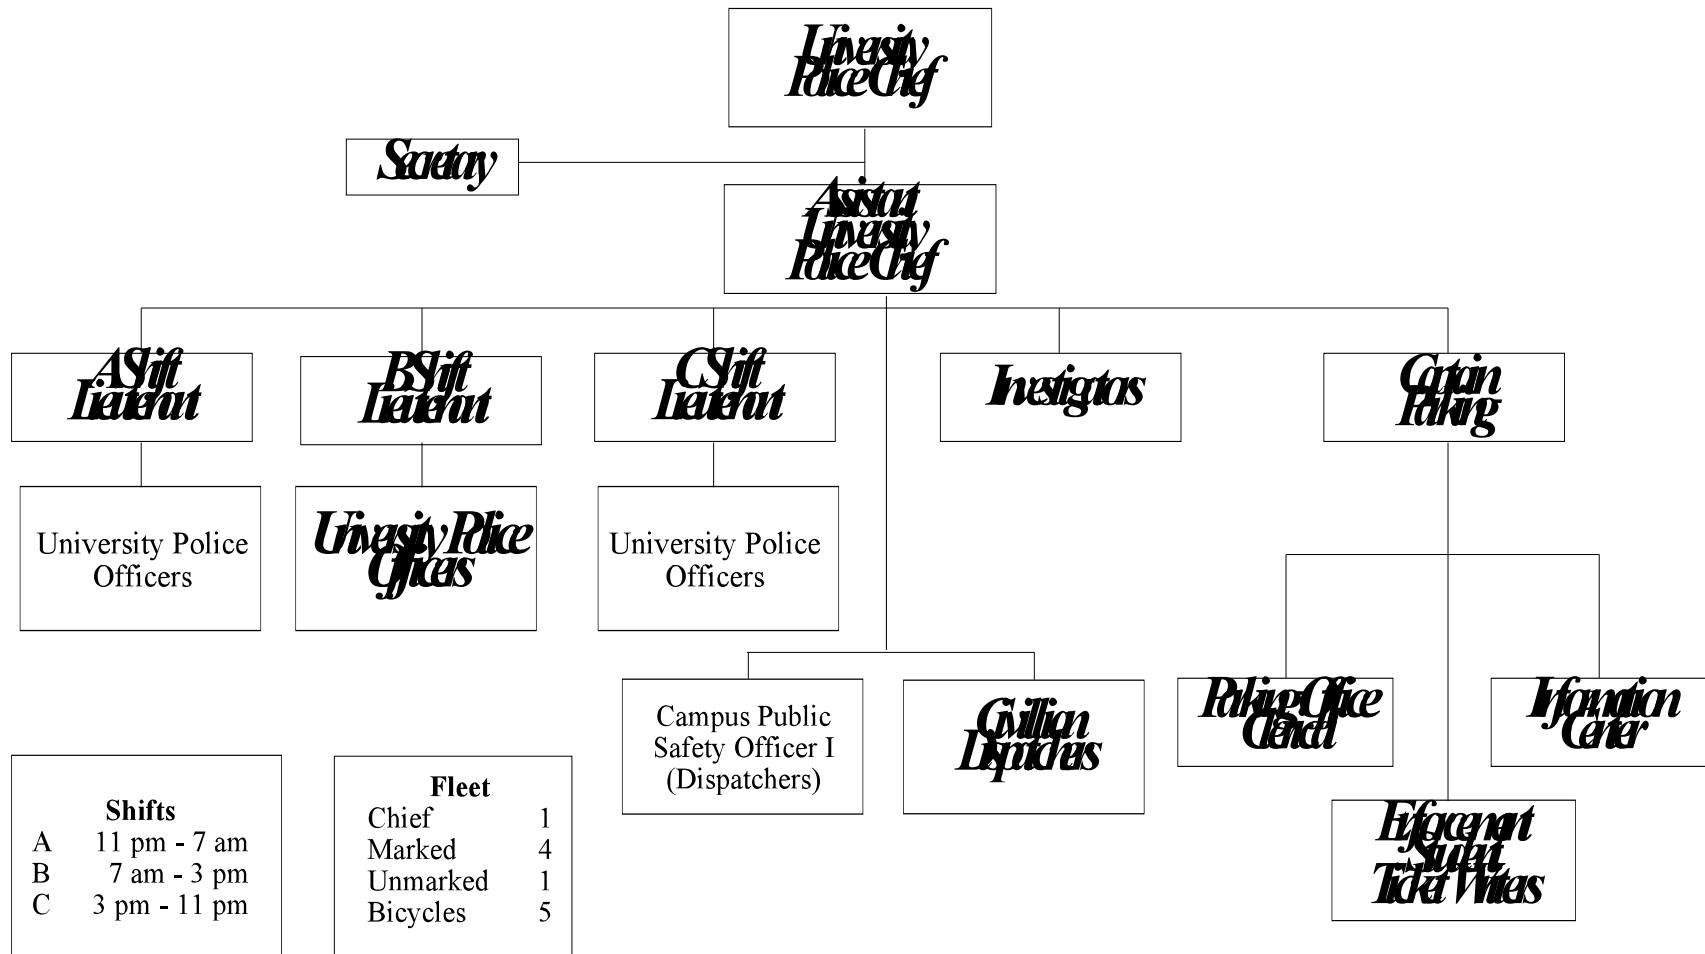 University
Police Chief
Secretary
Assistant
University
Police Chief
A Shift
Lieutenant
B Shift
Lieutenant
C Shift
Lieutenant
Investigators
Captain
Parking
University Police
Officers
University Police
Officers
University Police
Officers
Campus Public
Safety Officer I
(Dispatchers)
Civillian
Dispatchers
Parking Office
Clerical
Information
Center
Enforcement
Student
Ticket Writers
Shifts
A 11 pm - 7 am
B 7 am - 3 pm
C 3 pm - 11 pm
Fleet
Chief 1
Marked 4
Unmarked 1
Bicycles 5